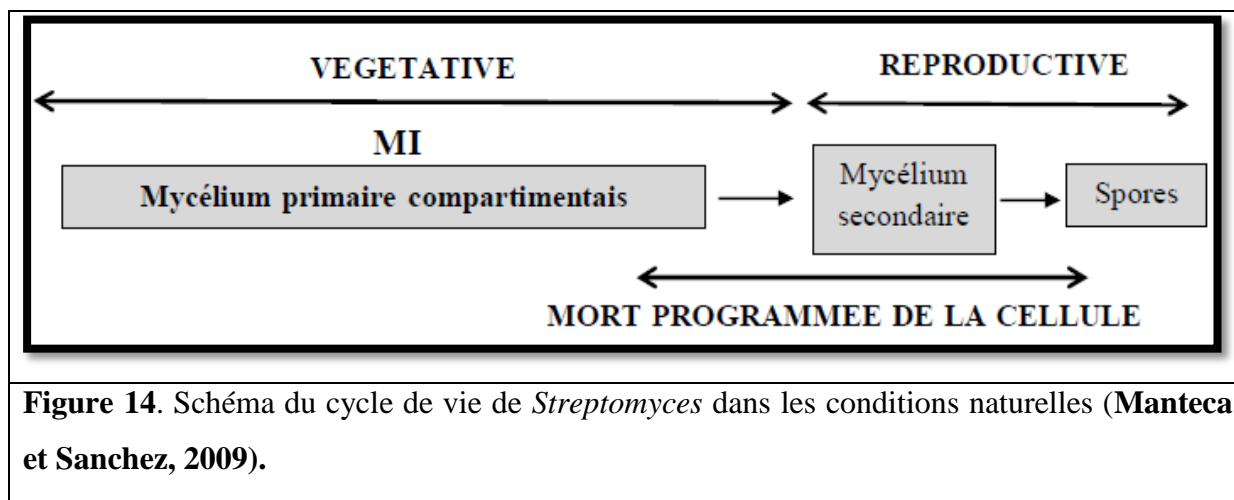 VEGETATIVE
REPRODUCTIVE
MI
Mycélium primaire compartimentais
Mycélium
secondaire
Spores
MORT PROGRAMMEE DE LA CELLULE
Figure 14. Schéma du cycle de vie de Streptomyces dans les conditions naturelles (Manteca
et Sanchez, 2009).